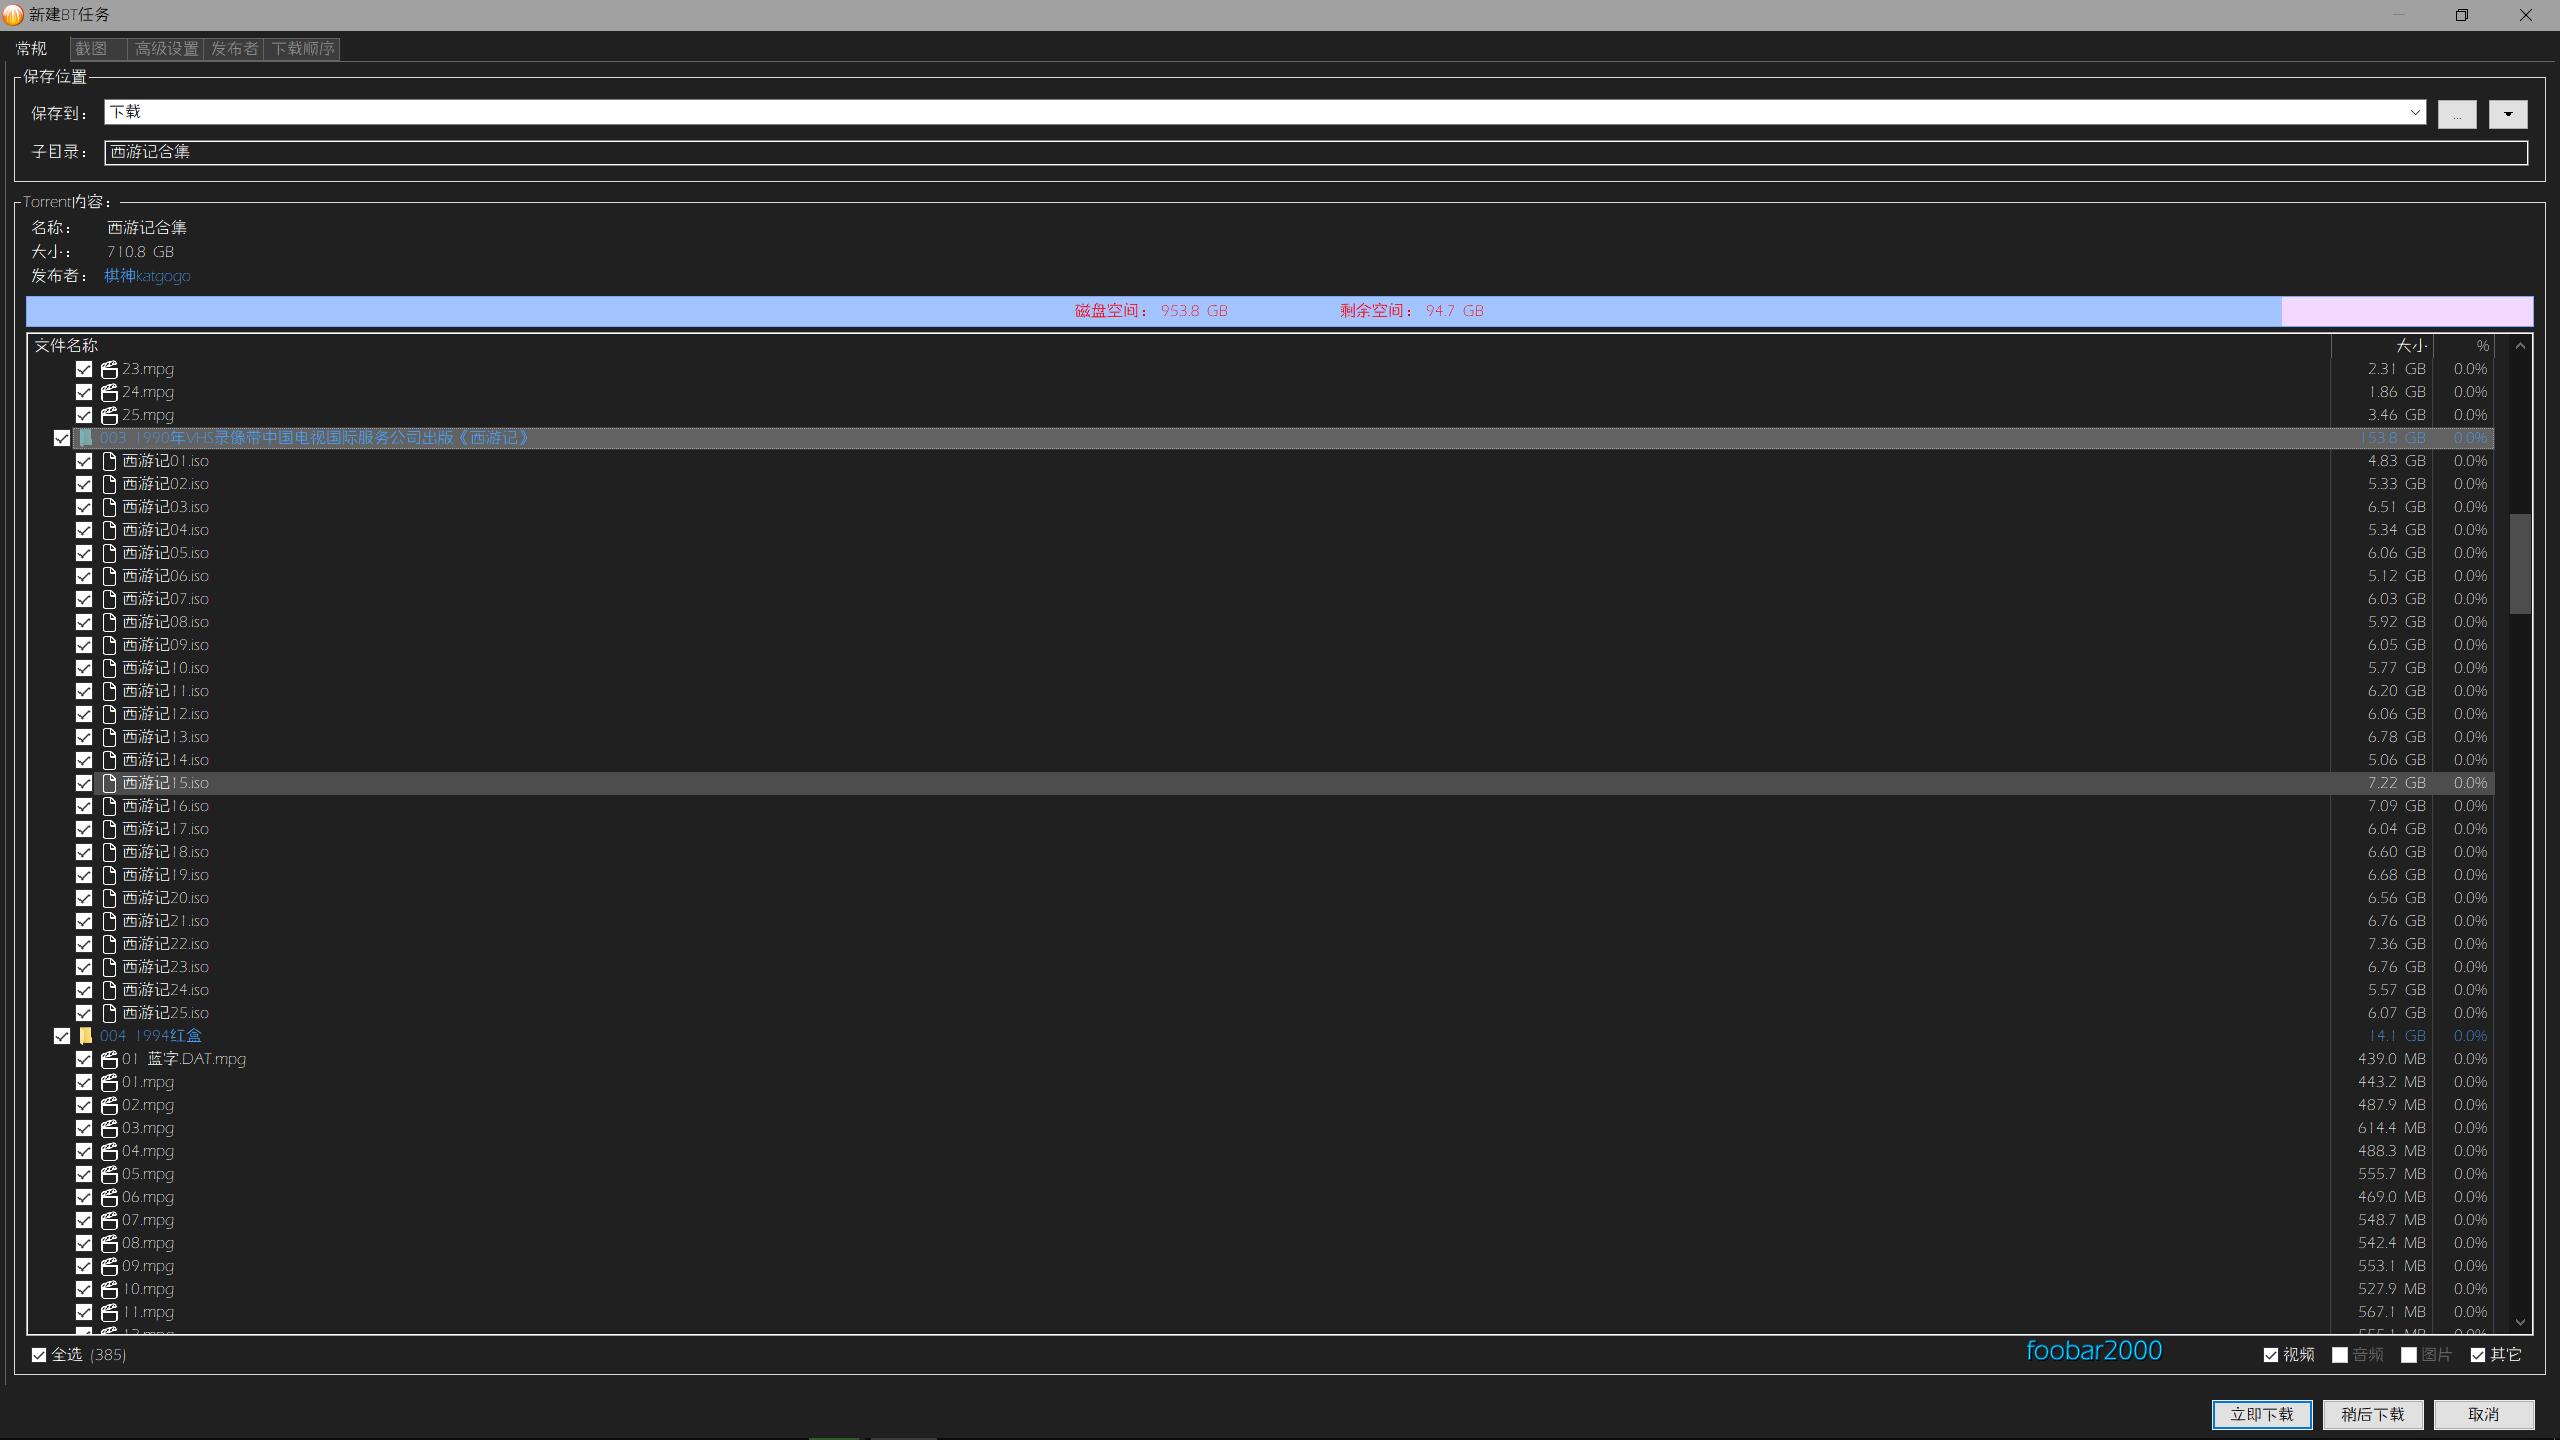 新建BT任务
常规 截图 高级设置 发布者 下载顺序
保存位置
保存到： 下载 ...
子目录： 西游记合集
Torrent内容：
名称： 西游记合集
大小： 710.8 GB
发布者： 棋神katgogo
磁盘空间： 953.8 GB 剩余空间： 94.7 GB
文件名称 大小 %
23.mpg 2.31 GB 0.0%
24.mpg 1.86 GB 0.0%
25.mpg 3.46 GB 0.0%
003 1990年VHS录像带中国电视国际服务公司出版《西游记》 153.8 GB 0.0%
西游记01.iso 4.83 GB 0.0%
西游记02.iso 5.33 GB 0.0%
西游记03.iso 6.51 GB 0.0%
西游记04.iso 5.34 GB 0.0%
西游记05.iso 6.06 GB 0.0%
西游记06.iso 5.12 GB 0.0%
西游记07.iso 6.03 GB 0.0%
西游记08.iso 5.92 GB 0.0%
西游记09.iso 6.05 GB 0.0%
西游记10.iso 5.77 GB 0.0%
西游记11.iso 6.20 GB 0.0%
西游记12.iso 6.06 GB 0.0%
西游记13.iso 6.78 GB 0.0%
西游记14.iso 5.06 GB 0.0%
西游记15.iso 7.22 GB 0.0%
西游记16.iso 7.09 GB 0.0%
西游记17.iso 6.04 GB 0.0%
西游记18.iso 6.60 GB 0.0%
西游记19.iso 6.68 GB 0.0%
西游记20.iso 6.56 GB 0.0%
西游记21.iso 6.76 GB 0.0%
西游记22.iso 7.36 GB 0.0%
西游记23.iso 6.76 GB 0.0%
西游记24.iso 5.57 GB 0.0%
西游记25.iso 6.07 GB 0.0%
004 1994红盒 14.1 GB 0.0%
01 蓝字.DAT.mpg 439.0 MB 0.0%
01.mpg 443.2 MB 0.0%
02.mpg 487.9 MB 0.0%
03.mpg 614.4 MB 0.0%
04.mpg 488.3 MB 0.0%
05.mpg 555.7 MB 0.0%
06.mpg 469.0 MB 0.0%
07.mpg 548.7 MB 0.0%
08.mpg 542.4 MB 0.0%
09.mpg 553.1 MB 0.0%
10.mpg 527.9 MB 0.0%
11.mpg 567.1 MB 0.0%
全选 (385) foobar2000 视频 音频 图片 其它
立即下载 稍后下载 取消